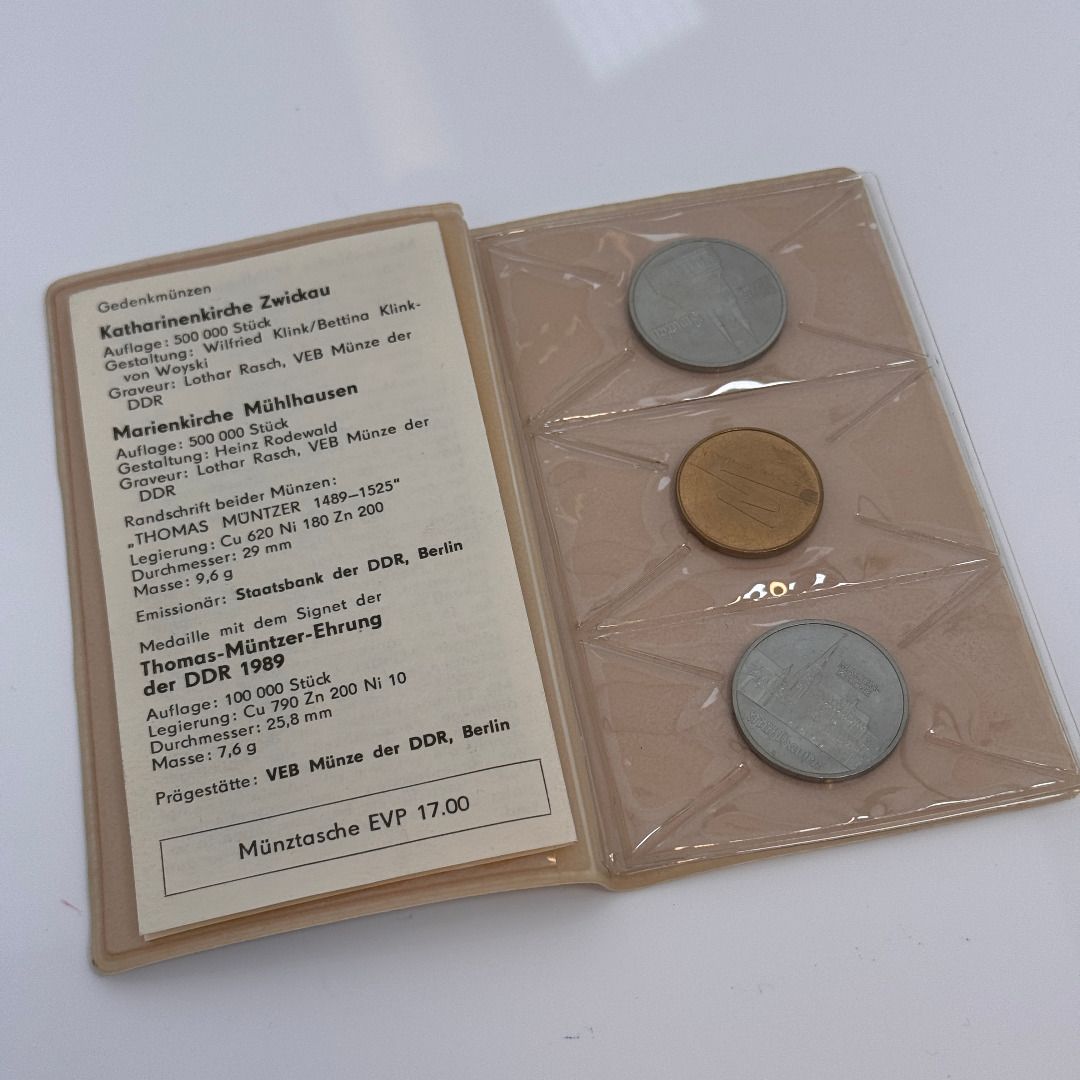 Gedenkmünzen
Katharinenkirche Zwickau
Auflage: 500 000 Stück
Gestaltung: Wilfried Klink/Bettina Klink-
von Woyski
Graveur: Lothar Rasch, VEB Münze der
DDR
Marienkirche Mühlhausen
Auflage: 500 000 Stück
Gestaltung: Heinz Rodewald
Graveur: Lothar Rasch, VEB Münze der
DDR
Randschrift beider Münzen:
„THOMAS MÜNTZER 1489–1525“
Legierung: Cu 620 Ni 180 Zn 200
Durchmesser: 29 mm
Masse: 9,6 g
Emissionär: Staatsbank der DDR, Berlin
Medaille mit dem Signet der
Thomas-Müntzer-Ehrung
der DDR 1989
Auflage: 100 000 Stück
Legierung: Cu 790 Zn 200 Ni 10
Durchmesser: 25,8 mm
Masse: 7,6 g
Prägestätte: VEB Münze der DDR, Berlin
Münztasche EVP 17.00